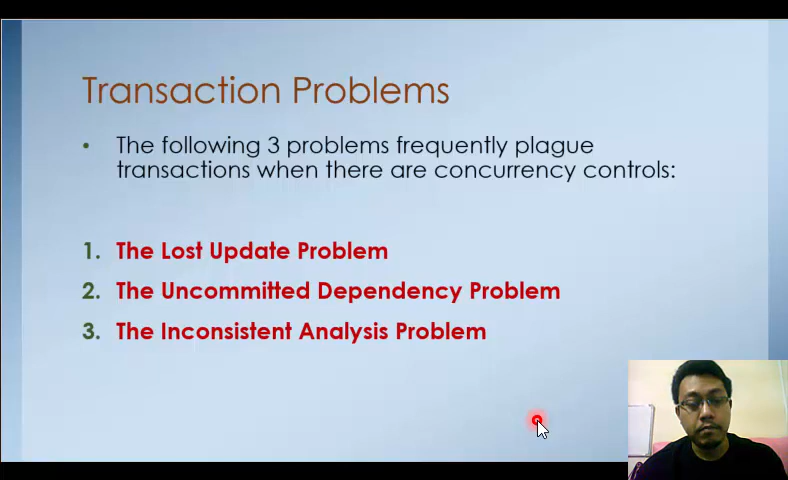 Transaction Problems
• The following 3 problems frequently plague
transactions when there are concurrency controls:
1. The Lost Update Problem
2. The Uncommitted Dependency Problem
3. The Inconsistent Analysis Problem